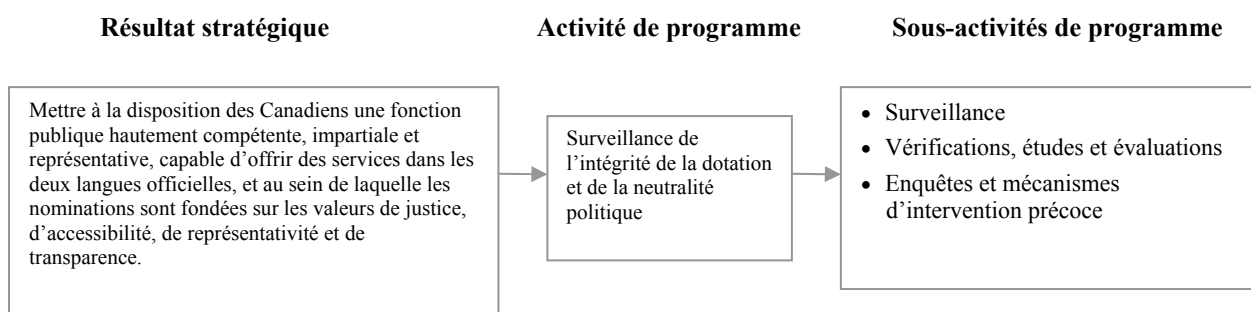 Résultat stratégique
Mettre à la disposition des Canadiens une fonction
publique hautement compétente, impartiale et
représentative, capable d’offrir des services dans les
deux langues officielles, et au sein de laquelle les
nominations sont fondées sur les valeurs de justice,
d’accessibilité, de représentativité et de
transparence.
Activité de programme
Surveillance de
l’intégrité de la dotation
et de la neutralité
politique
Sous-activités de programme
• Surveillance
• Vérifications, études et évaluations
• Enquêtes et mécanismes
d’intervention précoce